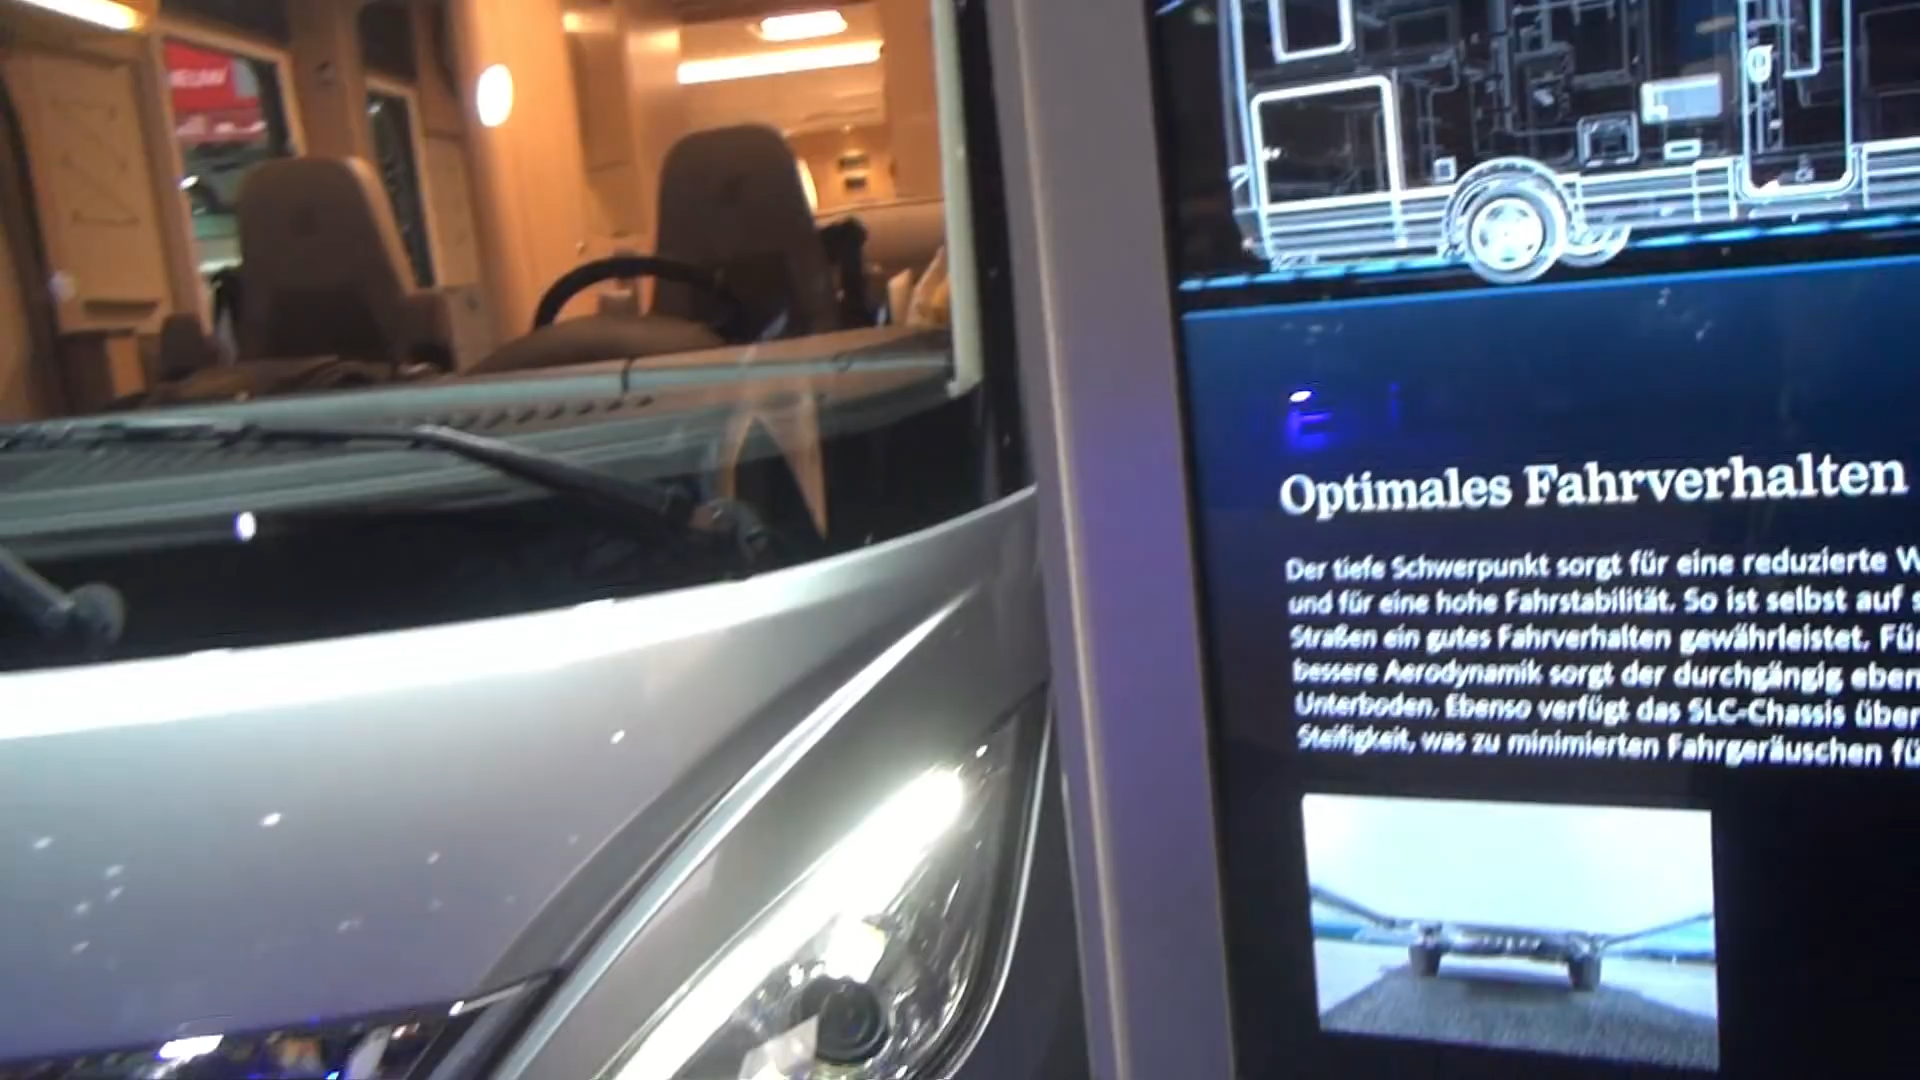 Optimales Fahrverhalten
Der tiefe Schwerpunkt sorgt für eine reduzierte
und für eine hohe Fahrstabilität. So ist selbst auf
Straßen ein gutes Fahrverhalten gewährleistet.
bessere Aerodynamik sorgt der durchgängig
Unterboden. Ebenso verfügt das SLC-Chassis
Steifigkeit, was zu minimierten Fahrgeräuschen